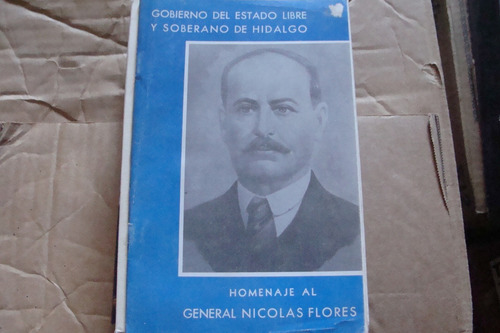 GOBIERNO DEL ESTADO LIBRE
Y SOBERANO DE HIDALGO
HOMENAJE AL
GENERAL NICOLAS FLORES